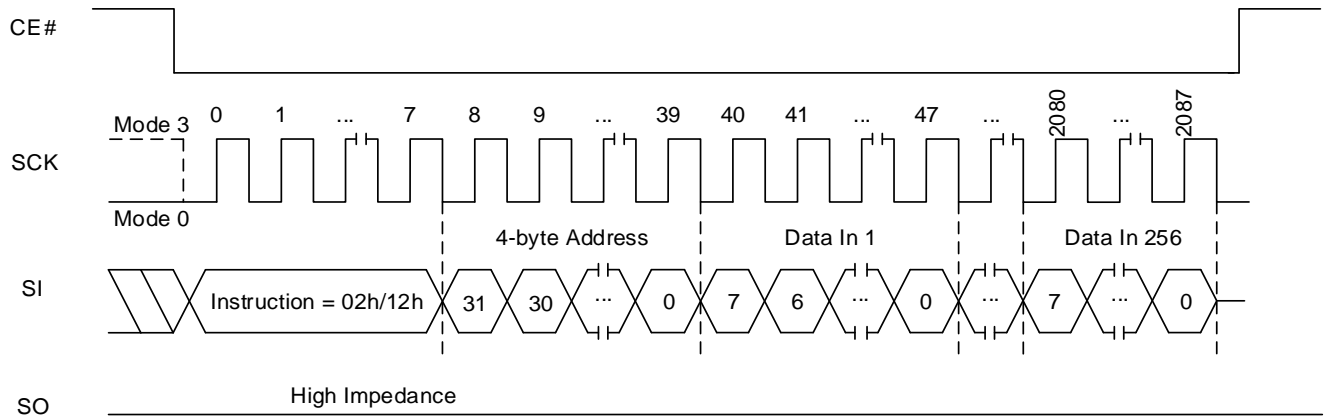 CE#
0 1 ... 7 8 9 ... 39 40 41 ... 47 ... 2080 ... 2087
Mode 3
SCK
Mode 0
4-byte Address Data In 1 Data In 256
SI Instruction = 02h/12h 31 30 ... 0 7 6 ... 0 ... 7 ... 0
High Impedance
SO